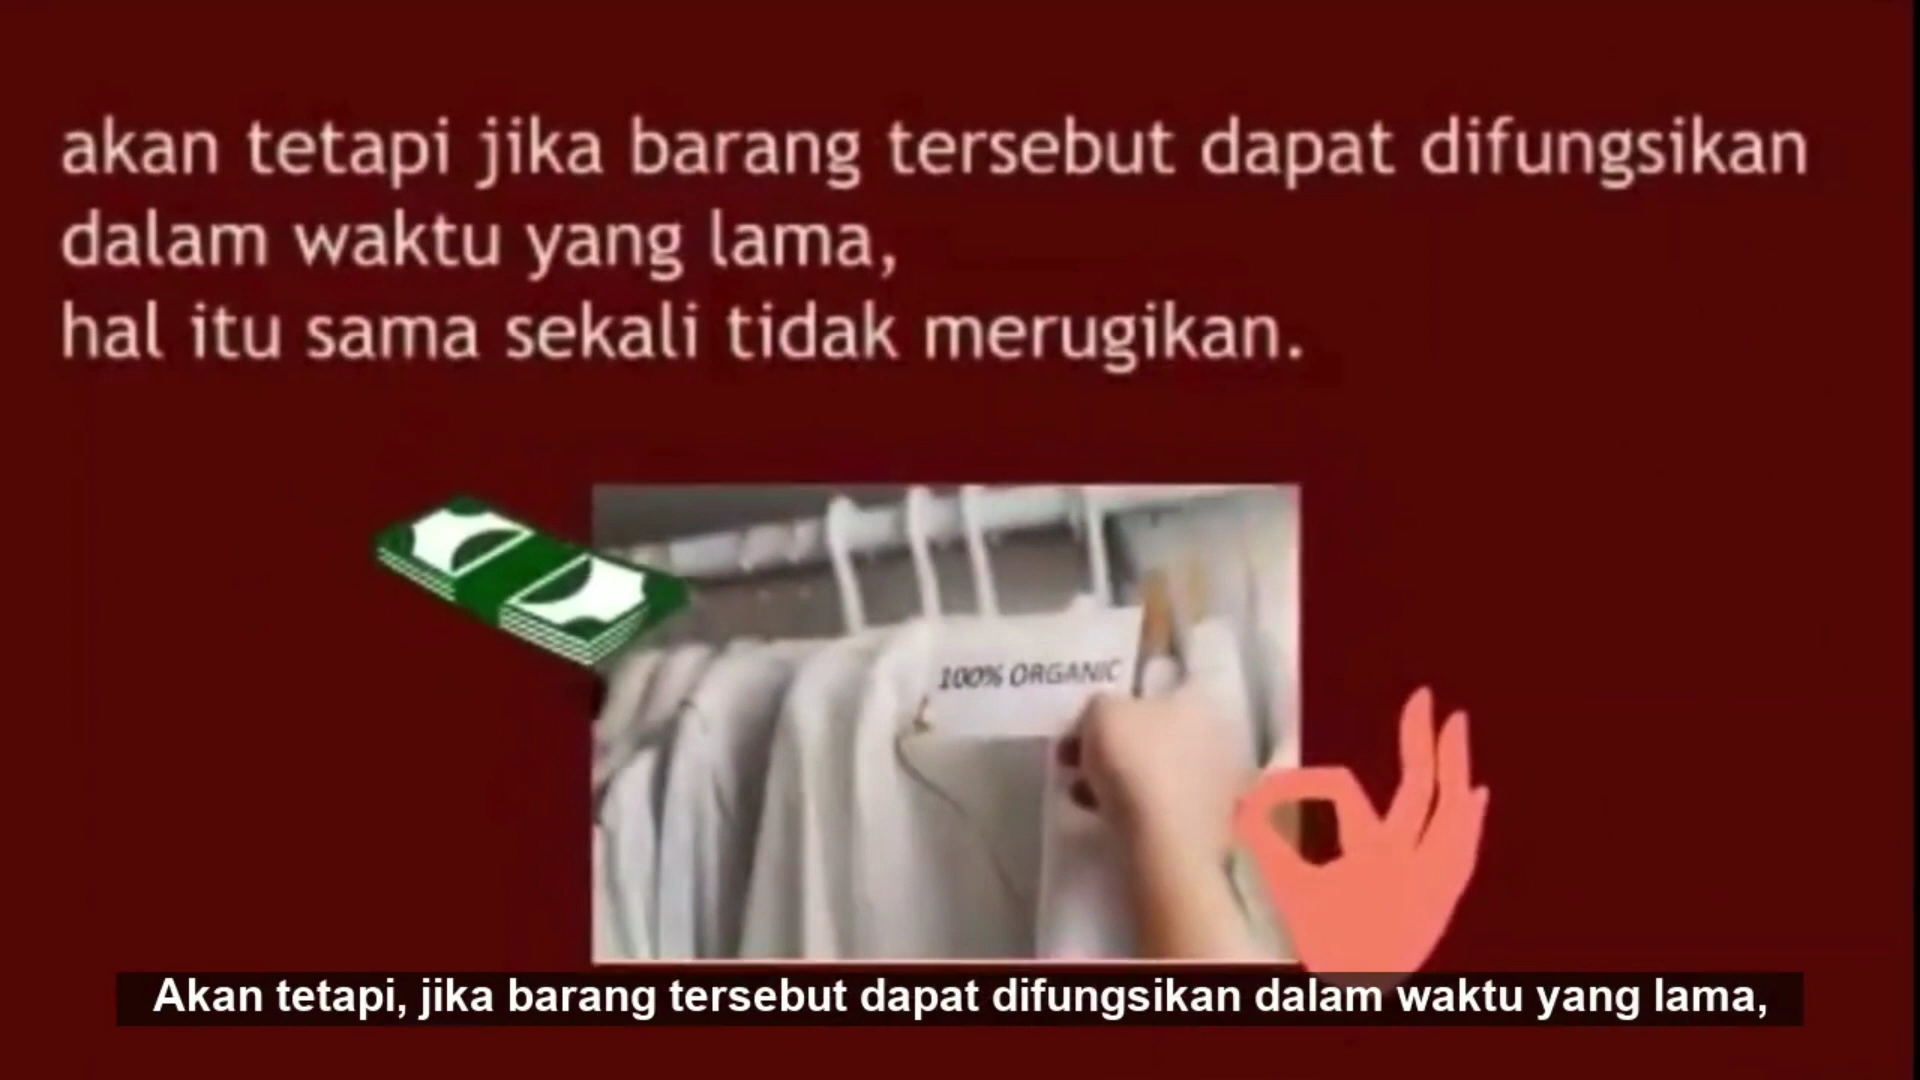 akan tetapi jika barang tersebut dapat difungsikan
dalam waktu yang lama,
hal itu sama sekali tidak merugikan.
100% ORGANIC
Akan tetapi, jika barang tersebut dapat difungsikan dalam waktu yang lama,